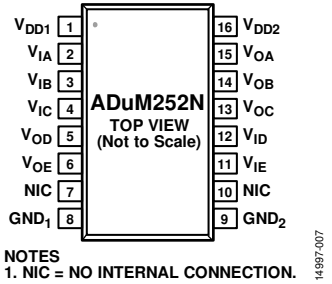 VDD1 1 16 VDD2
VIA 2 15 VOA
VIB 3 ADuM252N 14 VOB
VIC 4 TOP VIEW 13 VOC
VOD 5 (Not to Scale) 12 VID
VOE 6 11 VIE
NIC 7 10 NIC
GND1 8 9 GND2
NOTES
1. NIC = NO INTERNAL CONNECTION.
14997-007